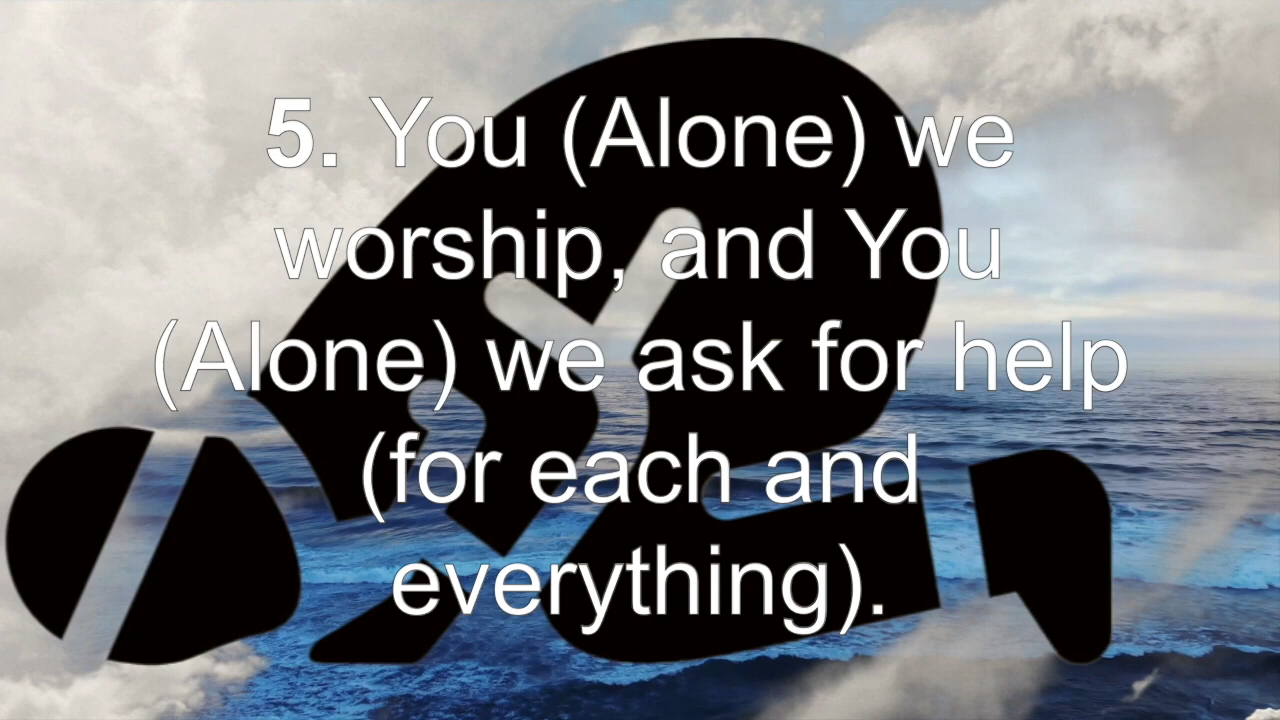 5. You (Alone) we
worship, and You
(Alone) we ask for help
(for each and
everything).